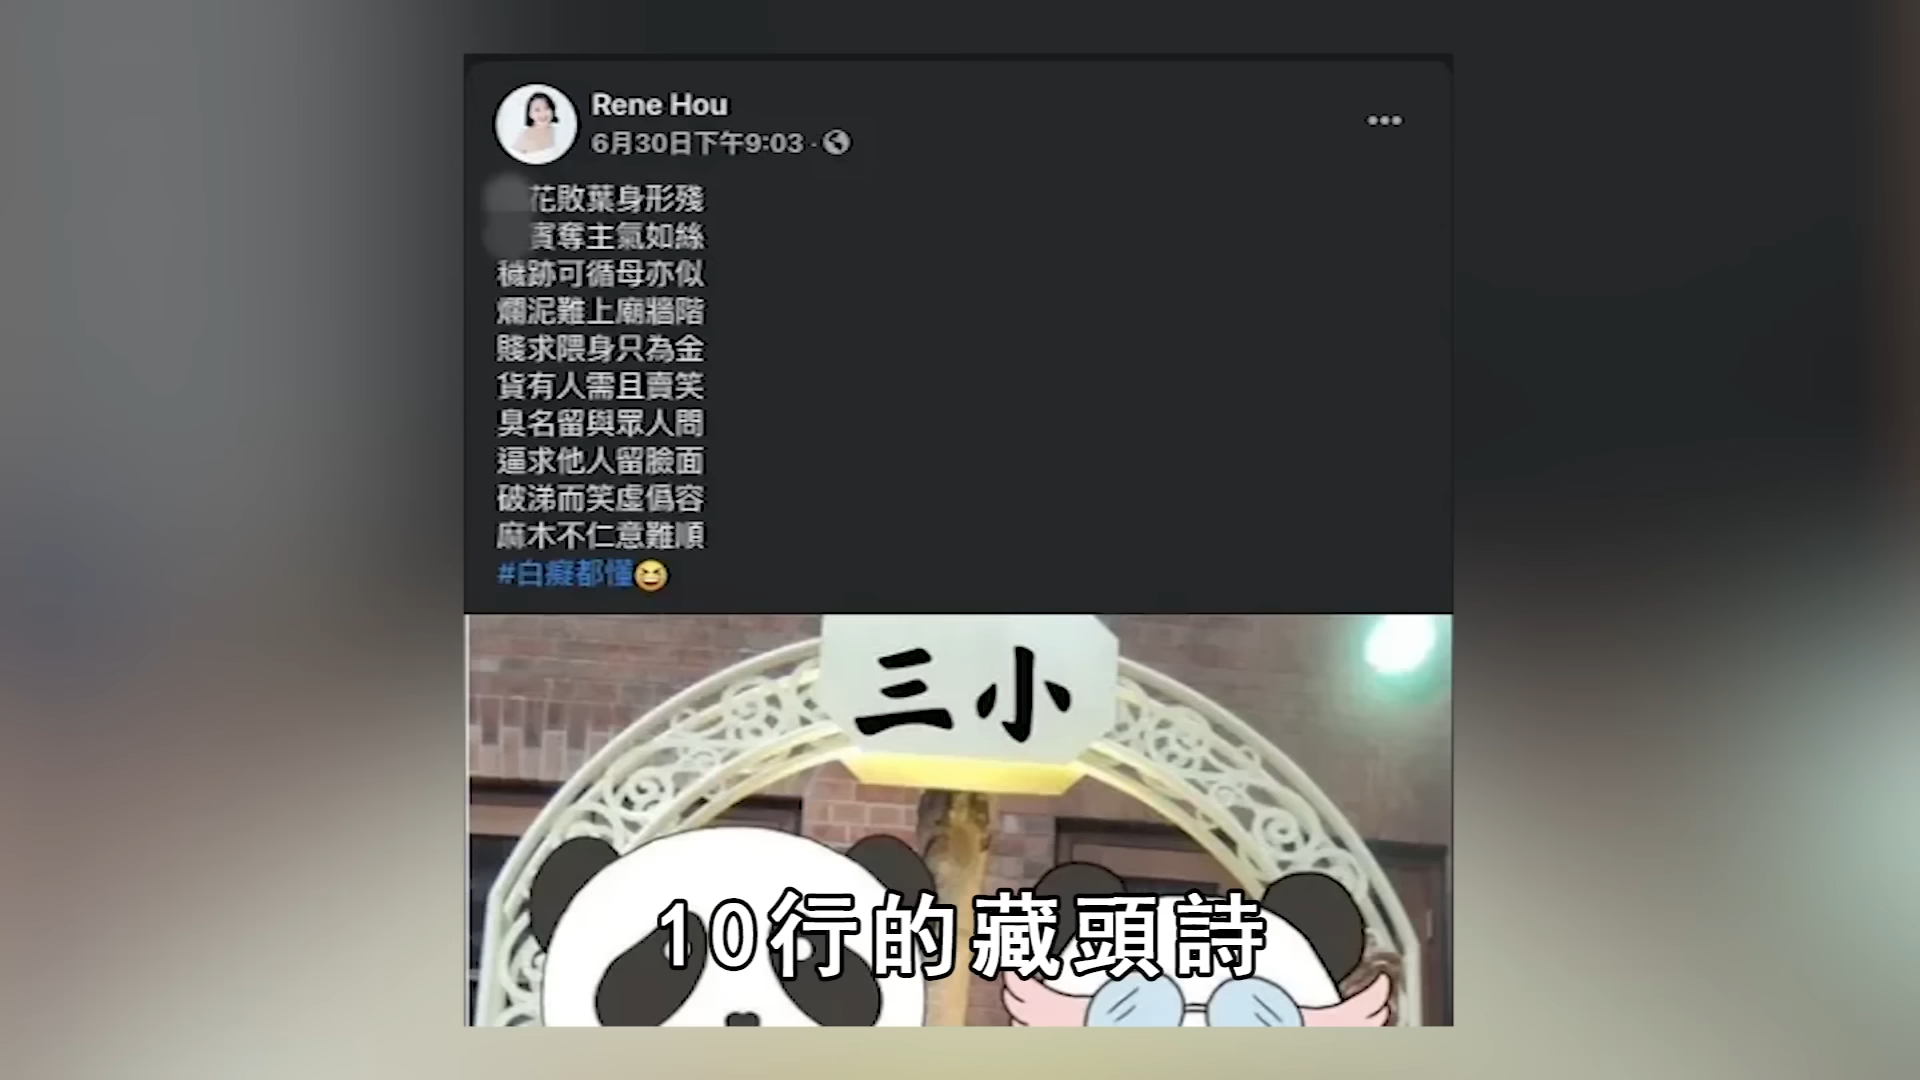 Rene Hou
6月30日下午9:03
花敗葉身形殘
賓奪主氣如絲
穢跡可循母亦似
爛泥難上廟牆階
賤求隈身只為金
貨有人需且賣笑
臭名留與眾人問
逼求他人留臉面
破涕而笑虛偽容
麻木不仁意難順
#白癡都懂
三小
10行的藏頭詩